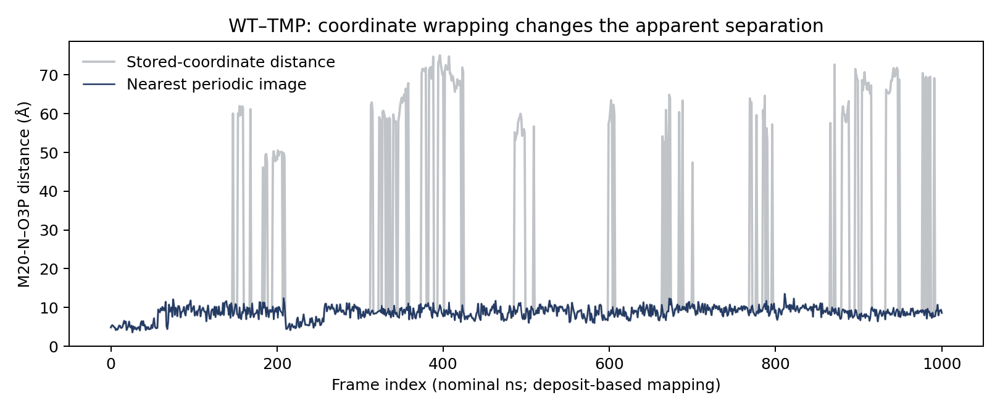 WT–TMP: coordinate wrapping changes the apparent separation
Stored-coordinate distance
Nearest periodic image
M20-N–O3P distance (Å)
70
60
50
40
30
20
10
0
0 200 400 600 800 1000
Frame index (nominal ns; deposit-based mapping)